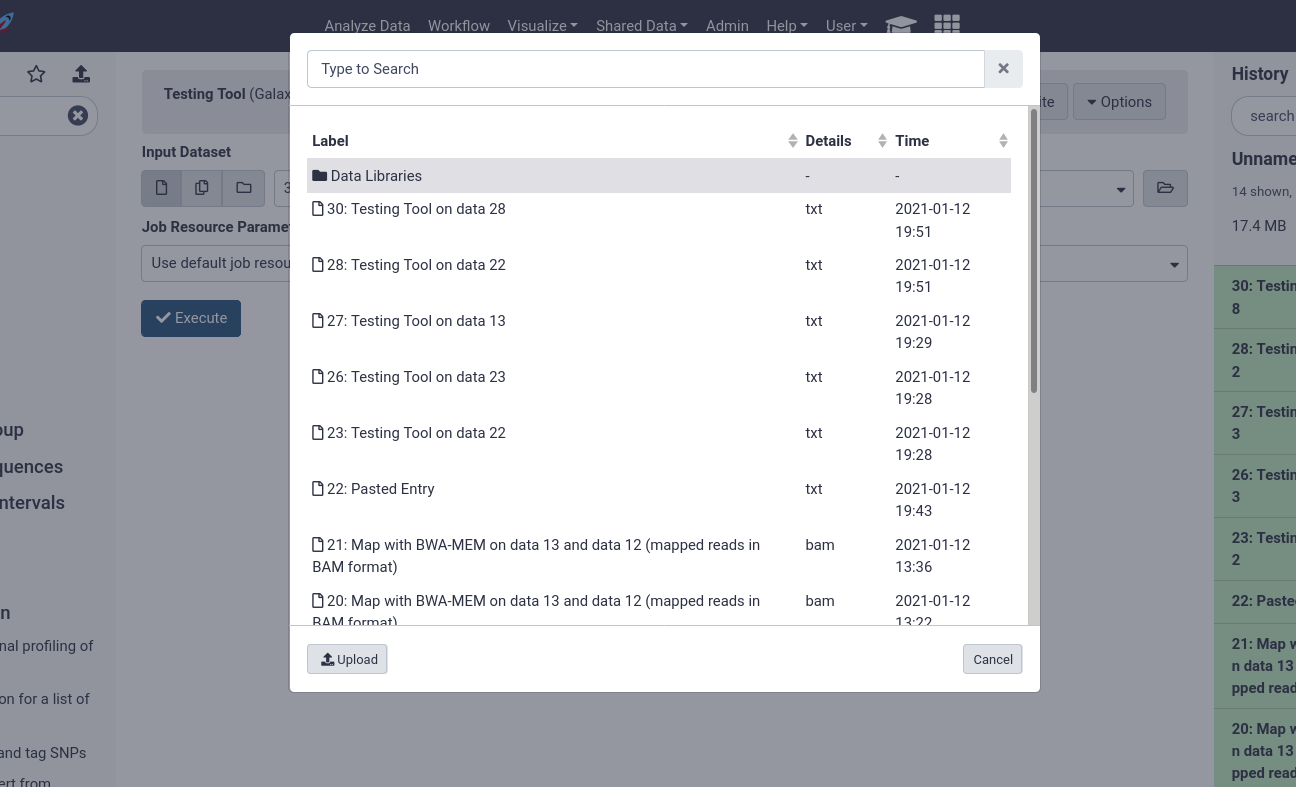 Analyze Data Workflow Visualize Shared Data Admin Help User
Type to Search
Label Details Time
Data Libraries - -
30: Testing Tool on data 28 txt 2021-01-12
19:51
28: Testing Tool on data 22 txt 2021-01-12
19:51
27: Testing Tool on data 13 txt 2021-01-12
19:29
26: Testing Tool on data 23 txt 2021-01-12
19:28
23: Testing Tool on data 22 txt 2021-01-12
19:28
22: Pasted Entry txt 2021-01-12
19:43
21: Map with BWA-MEM on data 13 and data 12 (mapped reads in bam 2021-01-12
BAM format) 13:36
20: Map with BWA-MEM on data 13 and data 12 (mapped reads in bam 2021-01-12
BAM format) 13:22
Upload Cancel
Testing Tool (Galax
ite Options
Input Dataset
3
Job Resource Parame
Use default job resou
Execute
oup
quences
ntervals
n
nal profiling of
on for a list of
and tag SNPs
ert from
History
search
Unname
14 shown,
17.4 MB
30: Testin
8
28: Testin
2
27: Testin
3
26: Testin
3
23: Testin
2
22: Paste
21: Map w
n data 13
pped read
20: Map w
n data 13
pped read